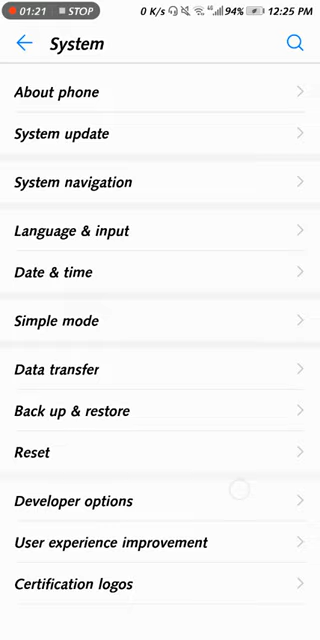 01:21 STOP 0 K/s 4G 94% 12:25 PM
System
About phone
System update
System navigation
Language & input
Date & time
Simple mode
Data transfer
Back up & restore
Reset
Developer options
User experience improvement
Certification logos